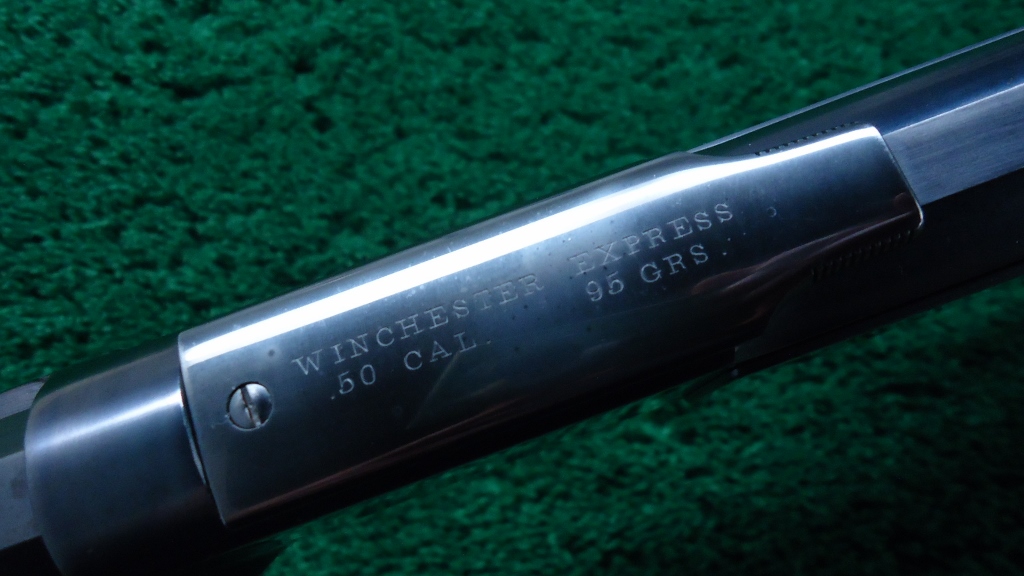 WINCHESTER EXPRESS
.50 CAL. 95 GRS.